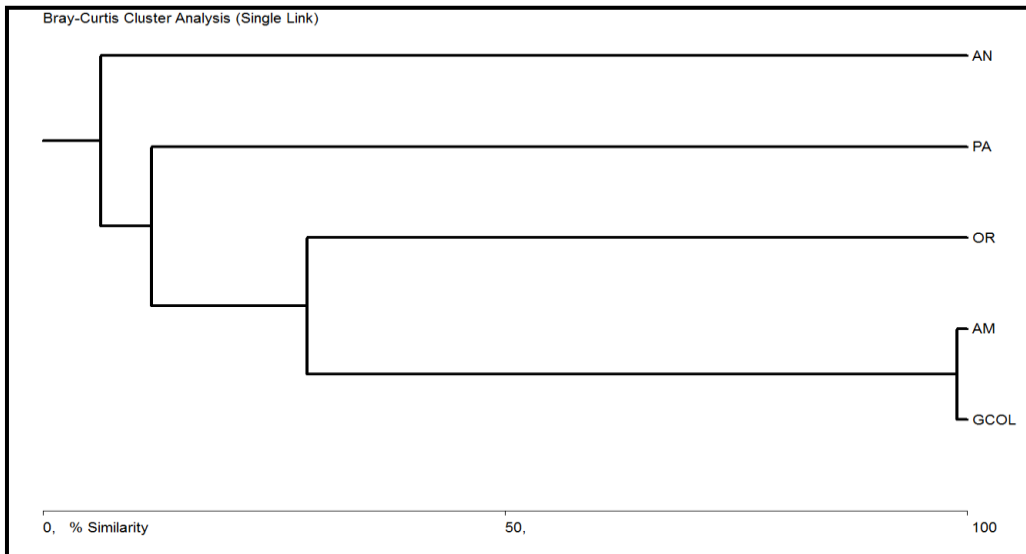 Bray-Curtis Cluster Analysis (Single Link)
AN
PA
OR
AM
GCOL
0, % Similarity 50, 100